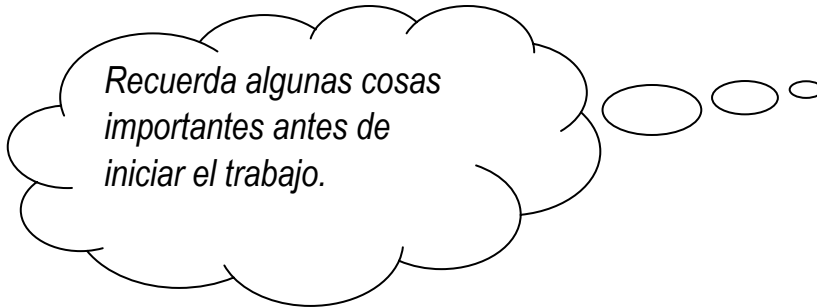 Recuerda algunas cosas
importantes antes de
iniciar el trabajo.